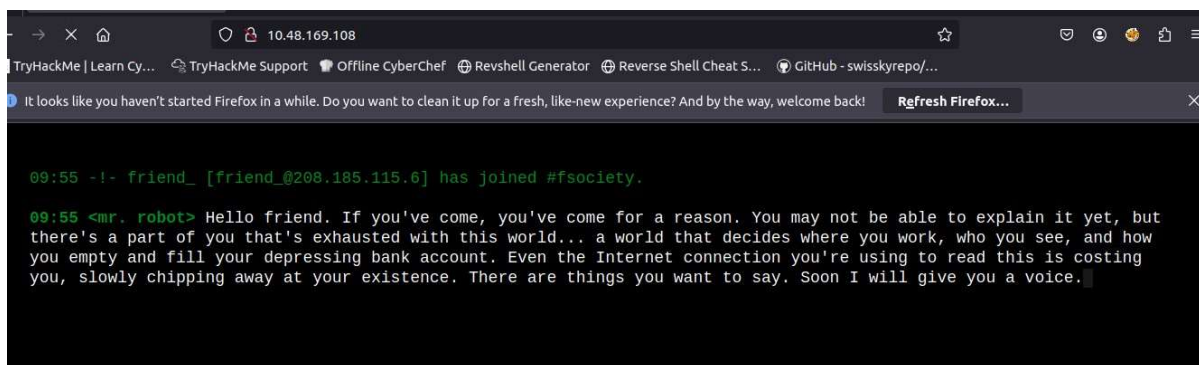 10.48.169.108
TryHackMe | Learn Cy... TryHackMe Support Offline CyberChef Revshell Generator Reverse Shell Cheat S... GitHub - swisskyrepo/...
It looks like you haven't started Firefox in a while. Do you want to clean it up for a fresh, like-new experience? And by the way, welcome back! Refresh Firefox...
09:55 -!- friend_ [friend_@208.185.115.6] has joined #fsociety.
09:55 <mr. robot> Hello friend. If you've come, you've come for a reason. You may not be able to explain it yet, but
there's a part of you that's exhausted with this world... a world that decides where you work, who you see, and how
you empty and fill your depressing bank account. Even the Internet connection you're using to read this is costing
you, slowly chipping away at your existence. There are things you want to say. Soon I will give you a voice.